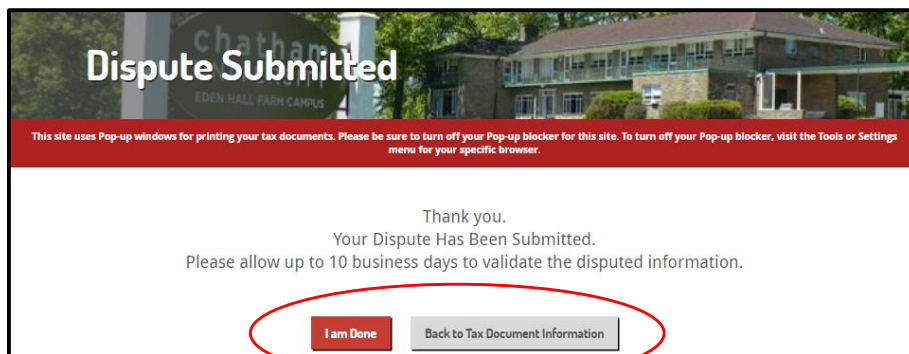 chatham
Dispute Submitted
EDEN HALL FARM CAMPUS
This site uses Pop-up windows for printing your tax documents. Please be sure to turn off your Pop-up blocker for this site. To turn off your Pop-up blocker, visit the Tools or Settings
menu for your specific browser.
Thank you.
Your Dispute Has Been Submitted.
Please allow up to 10 business days to validate the disputed information.
I am Done
Back to Tax Document Information